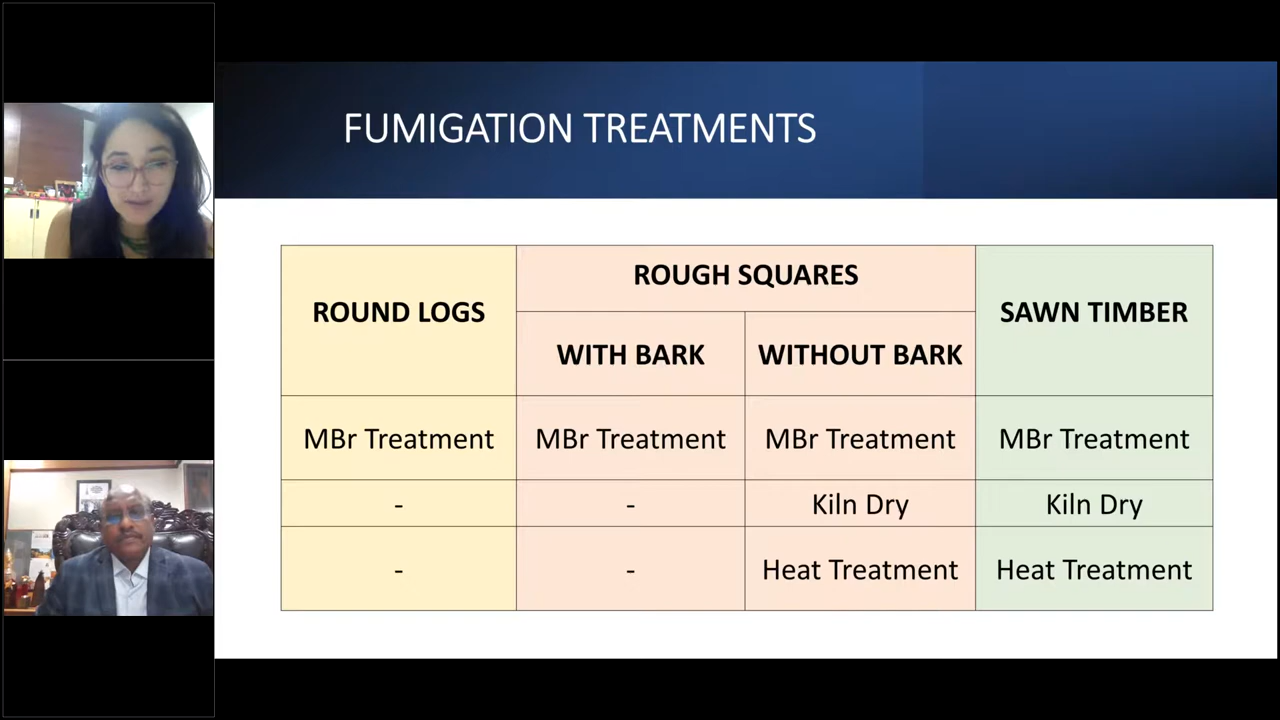 FUMIGATION TREATMENTS
ROUND LOGS
ROUGH SQUARES
SAWN TIMBER
WITH BARK
WITHOUT BARK
MBr Treatment
MBr Treatment
MBr Treatment
MBr Treatment
-
-
Kiln Dry
Kiln Dry
-
-
Heat Treatment
Heat Treatment